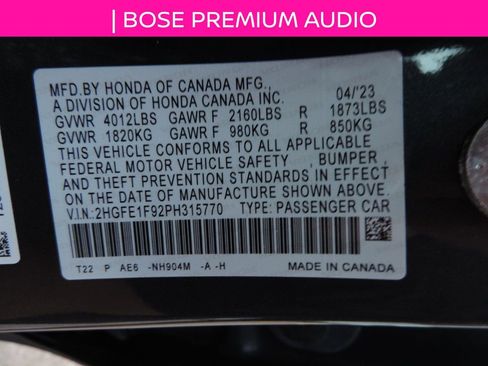 | BOSE PREMIUM AUDIO
MFD.BY HONDA OF CANADA MFG.,
A DIVISION OF HONDA CANADA INC. 04/'23
GVWR 4012LBS GAWR F 2160LBS R 1873LBS
GVWR 1820KG GAWR F 980KG R 850KG
THIS VEHICLE CONFORMS TO ALL APPLICABLE
FEDERAL MOTOR VEHICLE SAFETY , BUMPER ,
AND THEFT PREVENTION STANDARDS IN EFFECT
ON THE DATE OF MANUFACTURE SHOWN ABOVE.
V.I.N:2HGFE1F92PH315770 TYPE: PASSENGER CAR
T22 P AE6 -NH904M -A -H MADE IN CANADA